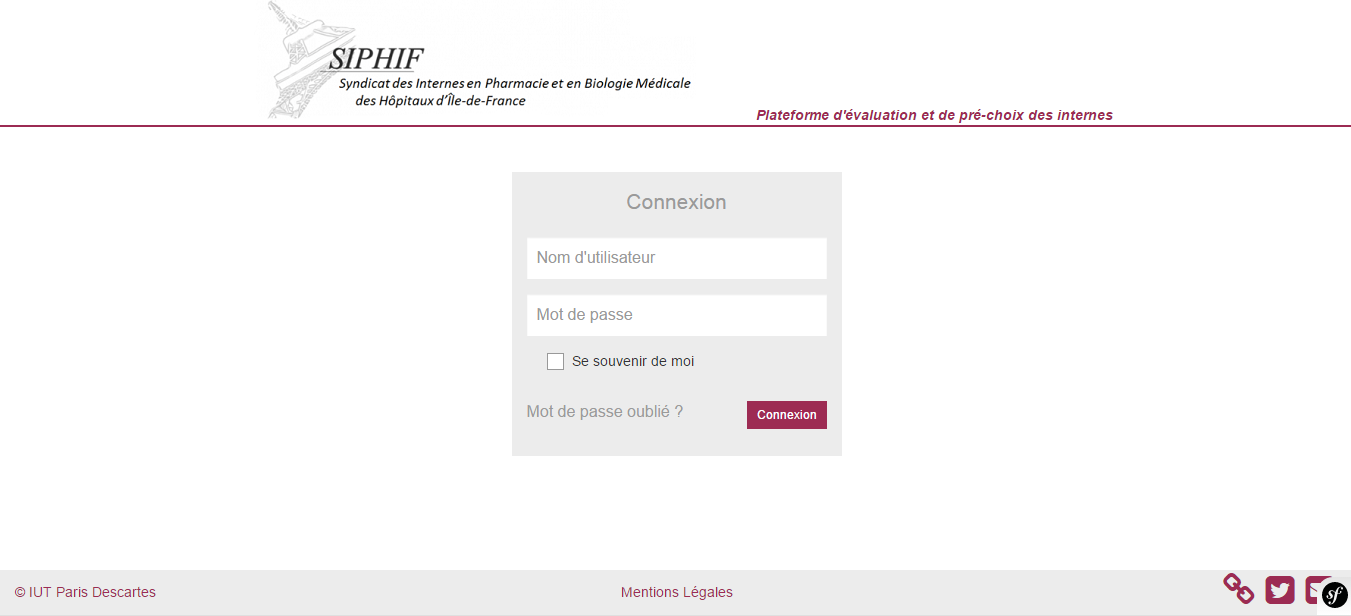 SIPHIF
Syndicat des Internes en Pharmacie et en Biologie Médicale
des Hôpitaux d'Île-de-France
Plateforme d'évaluation et de pré-choix des internes
Connexion
Nom d'utilisateur
Mot de passe
Se souvenir de moi
Mot de passe oublié ?
Connexion
© IUT Paris Descartes
Mentions Légales
sf